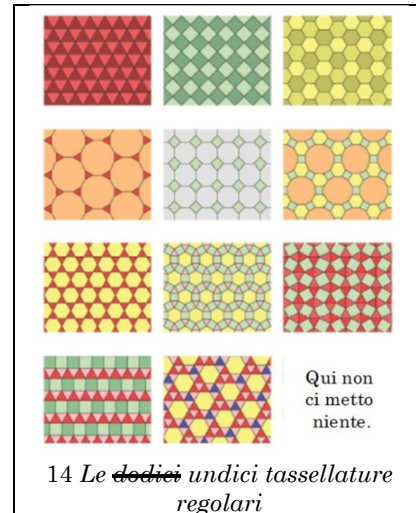 Qui non
ci metto
niente.
14 Le dodici undici tassellature
regolari